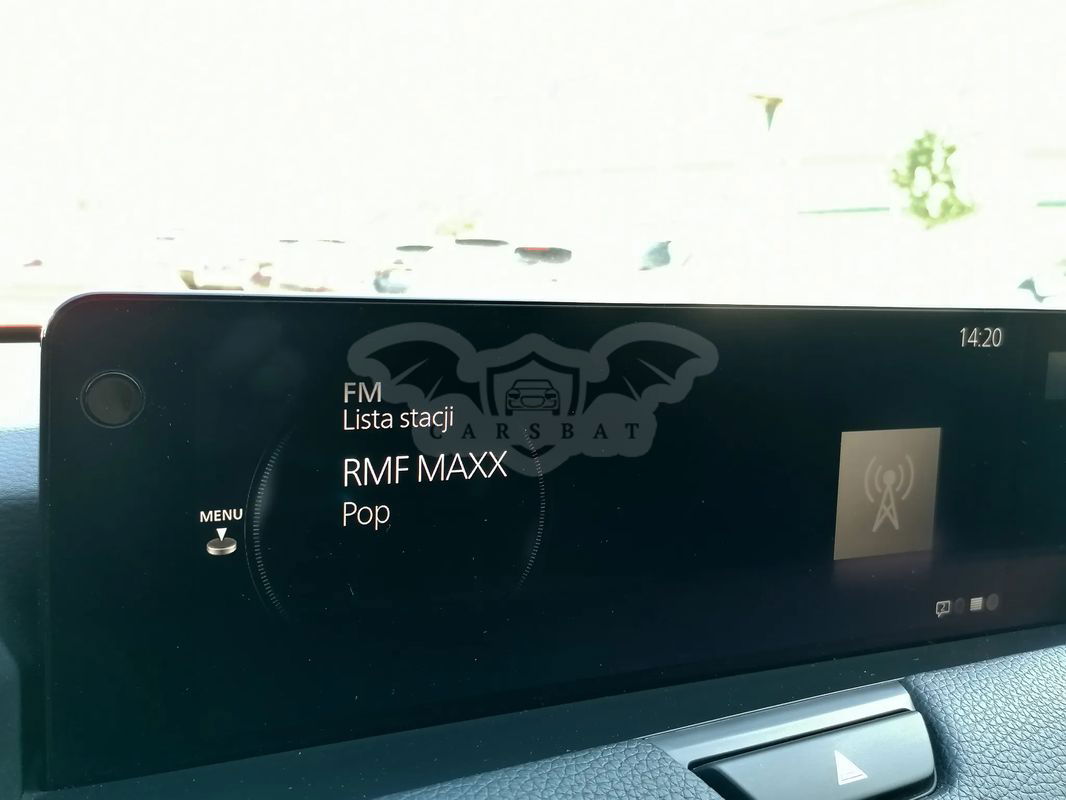 14:20
FM
Lista stacji
CARSBAT
RMF MAXX
Pop
MENU